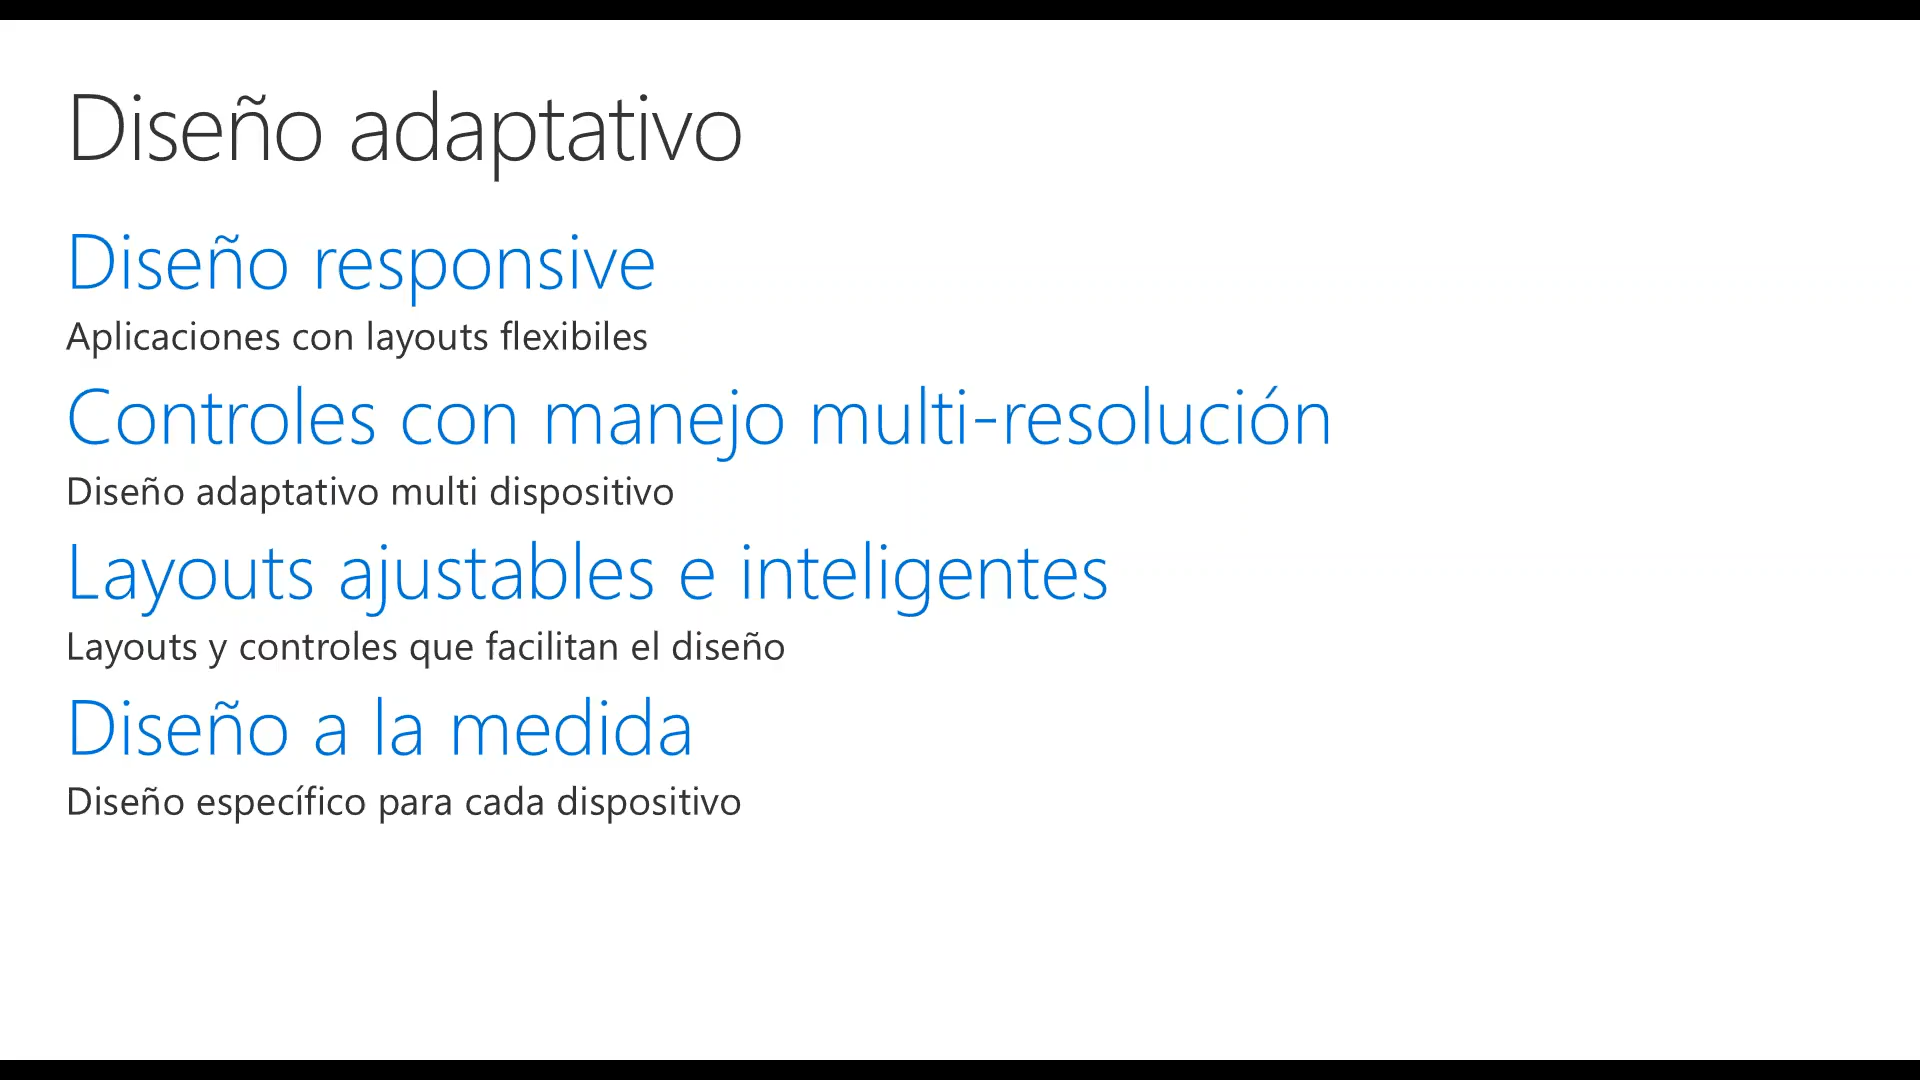 Diseño adaptativo
Diseño responsive
Aplicaciones con layouts flexibiles
Controles con manejo multi-resolución
Diseño adaptativo multi dispositivo
Layouts ajustables e inteligentes
Layouts y controles que facilitan el diseño
Diseño a la medida
Diseño específico para cada dispositivo